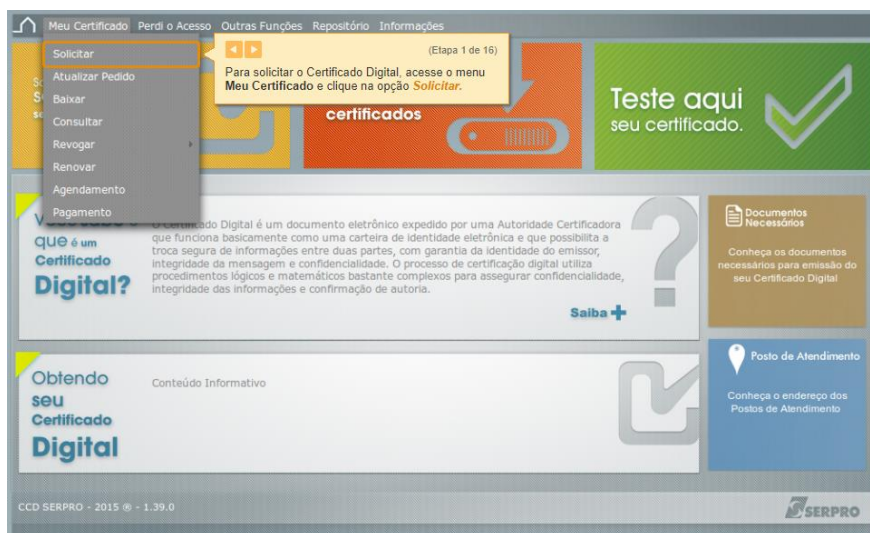 Meu Certificado Perdi o Acesso Outras Funções Repositório Informações
Solicitar
Atualizar Pedido
Baixar
Consultar
Revogar
Renovar
Agendamento
Pagamento
(Etapa 1 de 16)
Para solicitar o Certificado Digital, acesse o menu
Meu Certificado e clique na opção Solicitar.
certificados
Teste aqui
seu certificado.
que é um
Certificado
Digital?
O Certificado Digital é um documento eletrônico expedido por uma Autoridade Certificadora
que funciona basicamente como uma carteira de identidade eletrônica e que possibilita a
troca segura de informações entre duas partes, com garantia da identidade do emissor,
integridade da mensagem e confidencialidade. O processo de certificação digital utiliza
procedimentos lógicos e matemáticos bastante complexos para assegurar confidencialidade,
integridade das informações e confirmação de autoria.
Saiba +
Documentos
Necessários
Conheça os documentos
necessários para emissão do
seu Certificado Digital
Obtendo
seu
Certificado
Digital
Conteúdo Informativo
Posto de Atendimento
Conheça o endereço dos
Postos de Atendimento
CCD SERPRO - 2015 ® - 1.39.0
SERPRO